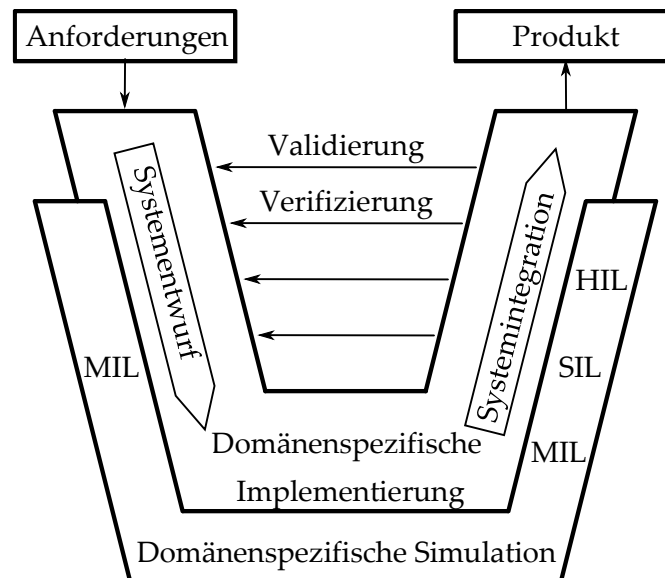 Anforderungen
Produkt
Validierung
Verifizierung
Systementwurf
Systemintegration
HIL
MIL
SIL
Domänenspezifische
MIL
Implementierung
Domänenspezifische Simulation